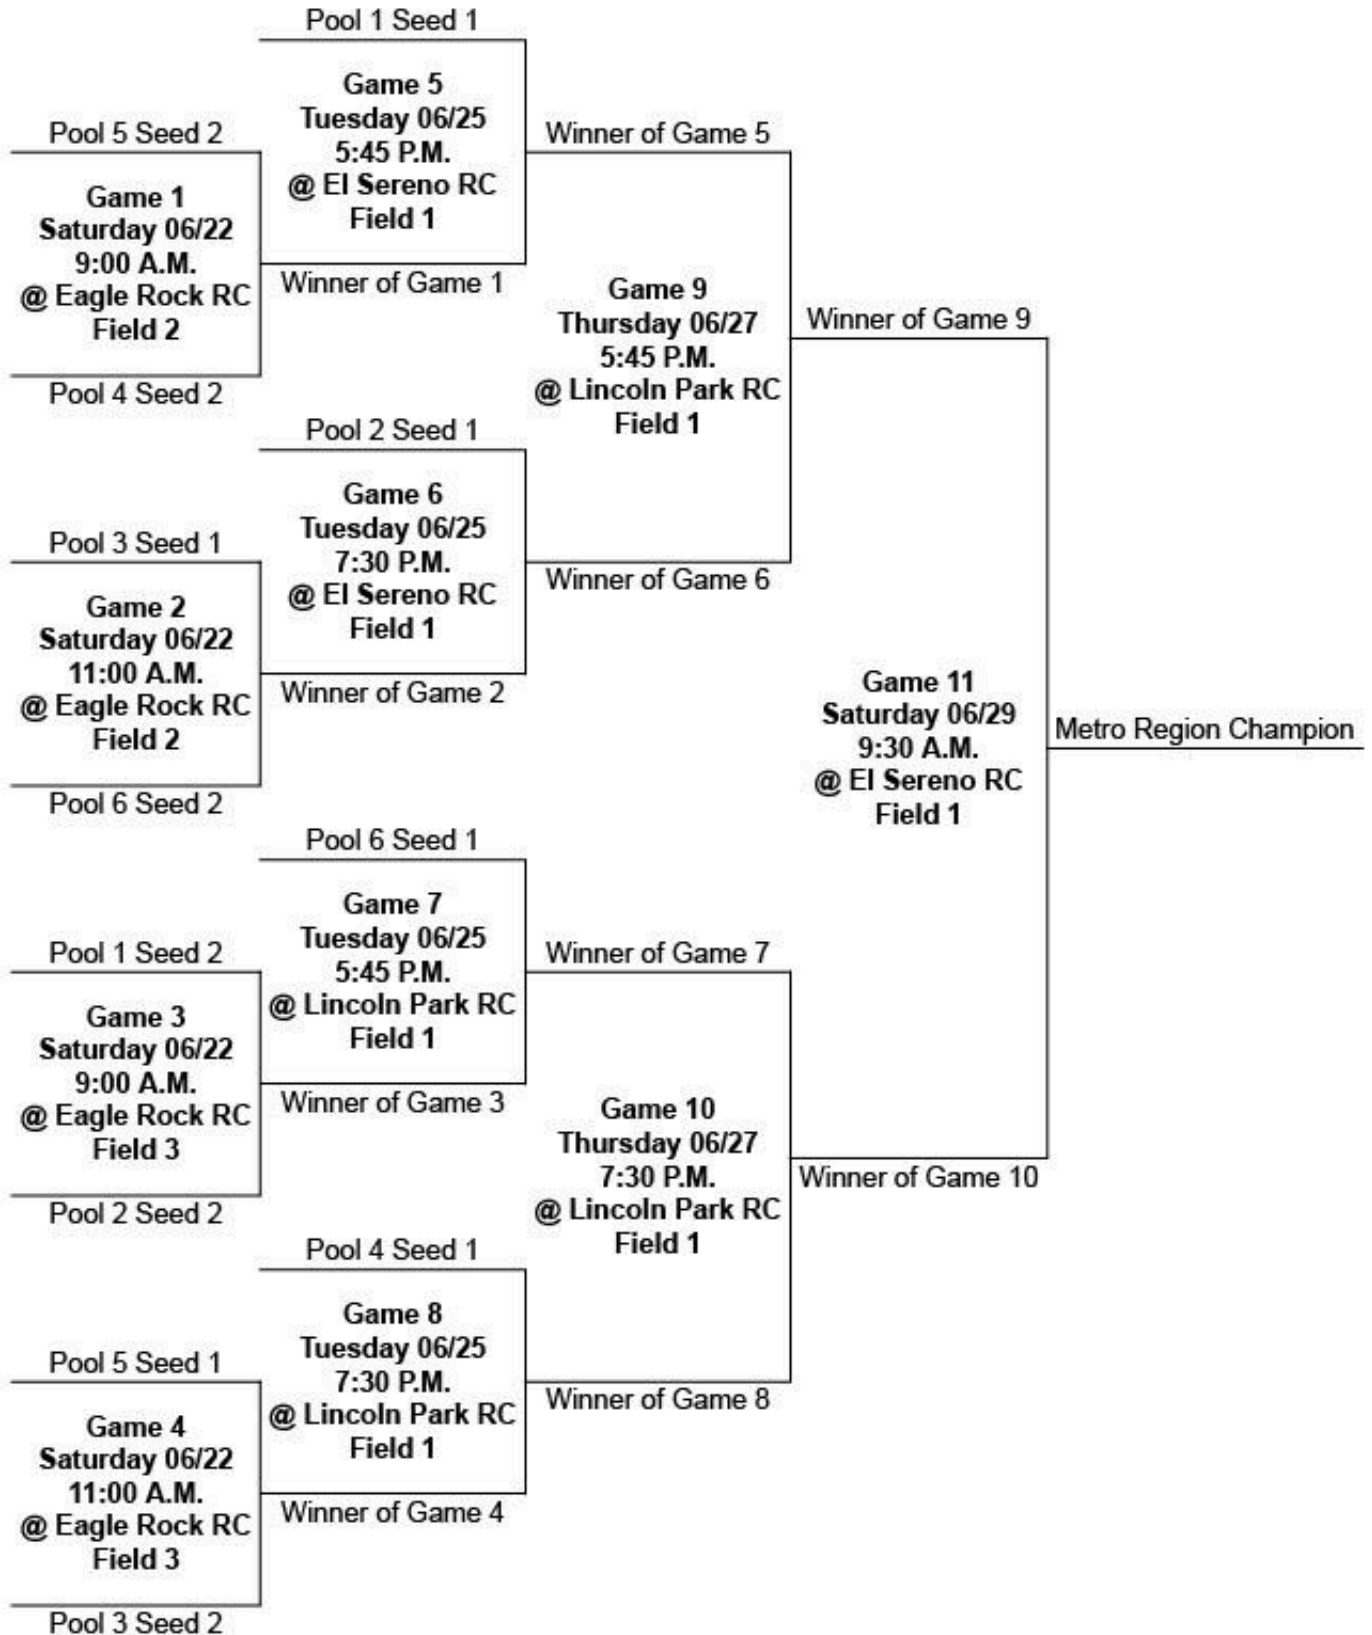 Pool 1 Seed 1
Game 5
Tuesday 06/25
5:45 P.M.
@ El Sereno RC
Field 1
Pool 5 Seed 2
Game 1
Saturday 06/22
9:00 A.M.
@ Eagle Rock RC
Field 2
Winner of Game 1
Pool 4 Seed 2
Winner of Game 5
Game 9
Thursday 06/27
5:45 P.M.
@ Lincoln Park RC
Field 1
Winner of Game 9
Pool 2 Seed 1
Game 6
Tuesday 06/25
7:30 P.M.
@ El Sereno RC
Field 1
Pool 3 Seed 1
Game 2
Saturday 06/22
11:00 A.M.
@ Eagle Rock RC
Field 2
Winner of Game 2
Pool 6 Seed 2
Winner of Game 6
Game 11
Saturday 06/29
9:30 A.M.
@ El Sereno RC
Field 1
Metro Region Champion
Pool 6 Seed 1
Game 7
Tuesday 06/25
5:45 P.M.
@ Lincoln Park RC
Field 1
Pool 1 Seed 2
Game 3
Saturday 06/22
9:00 A.M.
@ Eagle Rock RC
Field 3
Winner of Game 3
Pool 2 Seed 2
Winner of Game 7
Game 10
Thursday 06/27
7:30 P.M.
@ Lincoln Park RC
Field 1
Winner of Game 10
Pool 4 Seed 1
Game 8
Tuesday 06/25
7:30 P.M.
@ Lincoln Park RC
Field 1
Winner of Game 8
Pool 5 Seed 1
Game 4
Saturday 06/22
11:00 A.M.
@ Eagle Rock RC
Field 3
Winner of Game 4
Pool 3 Seed 2